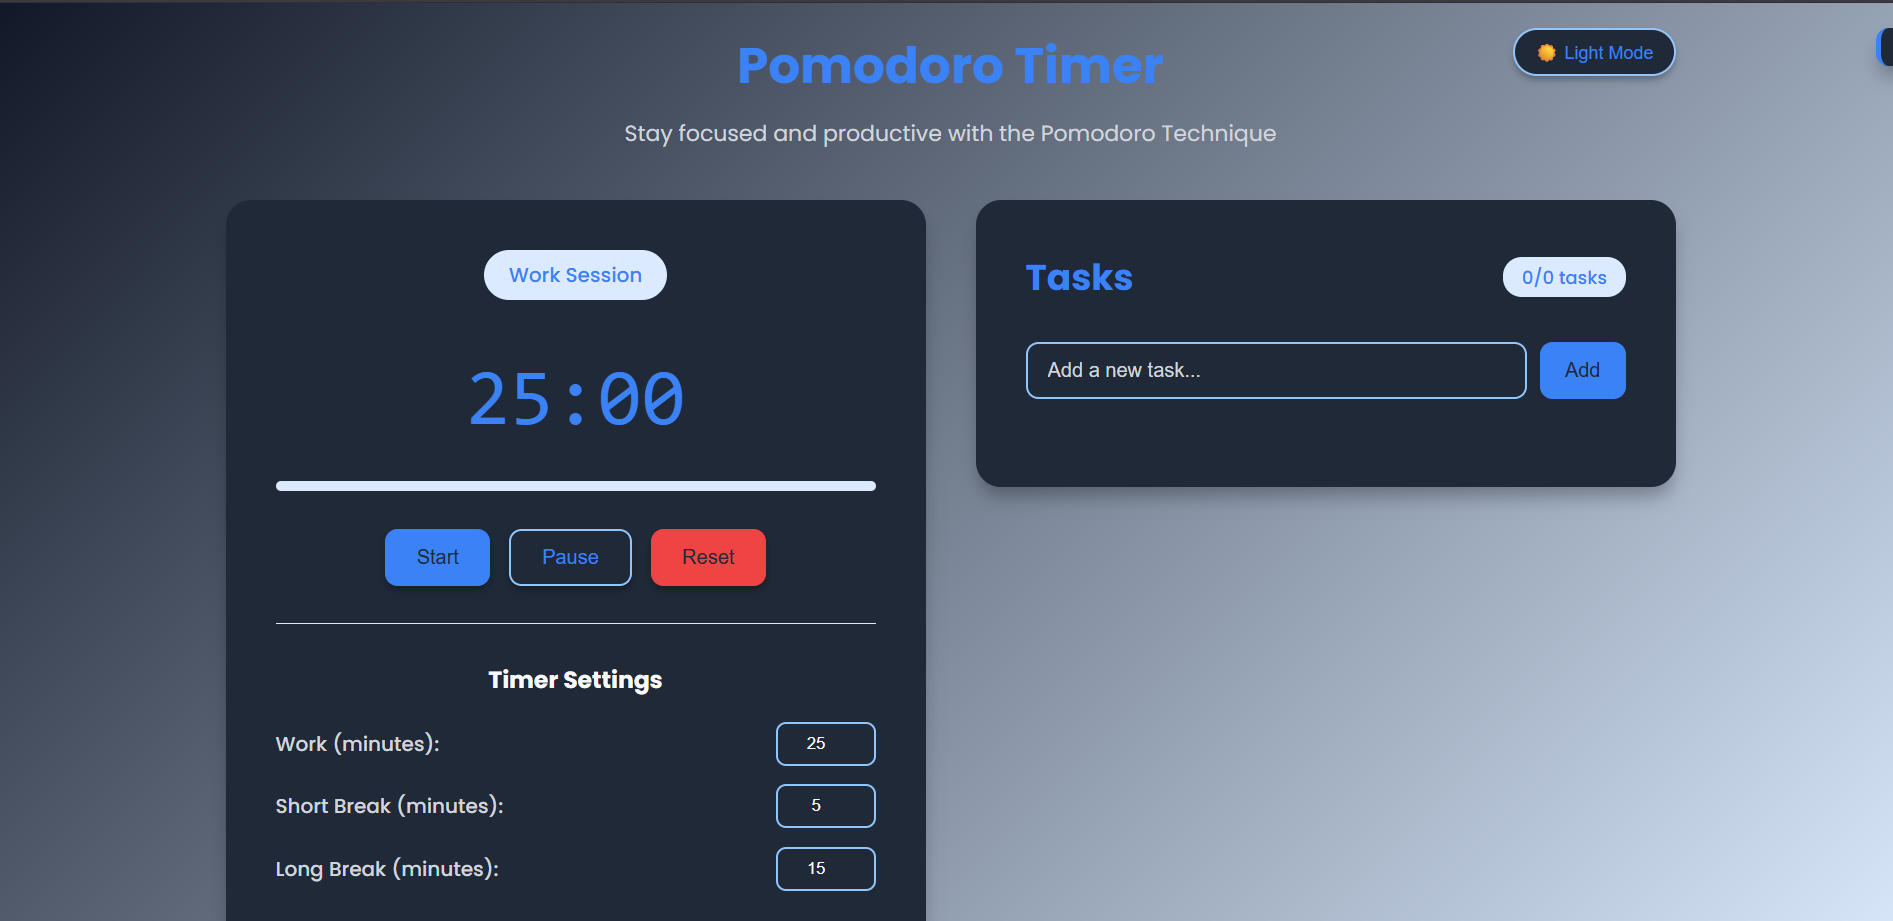 Pomodoro Timer
Light Mode
Stay focused and productive with the Pomodoro Technique
Work Session
25:00
Start
Pause
Reset
Timer Settings
Work (minutes):
25
Short Break (minutes):
5
Long Break (minutes):
15
Tasks
0/0 tasks
Add a new task...
Add